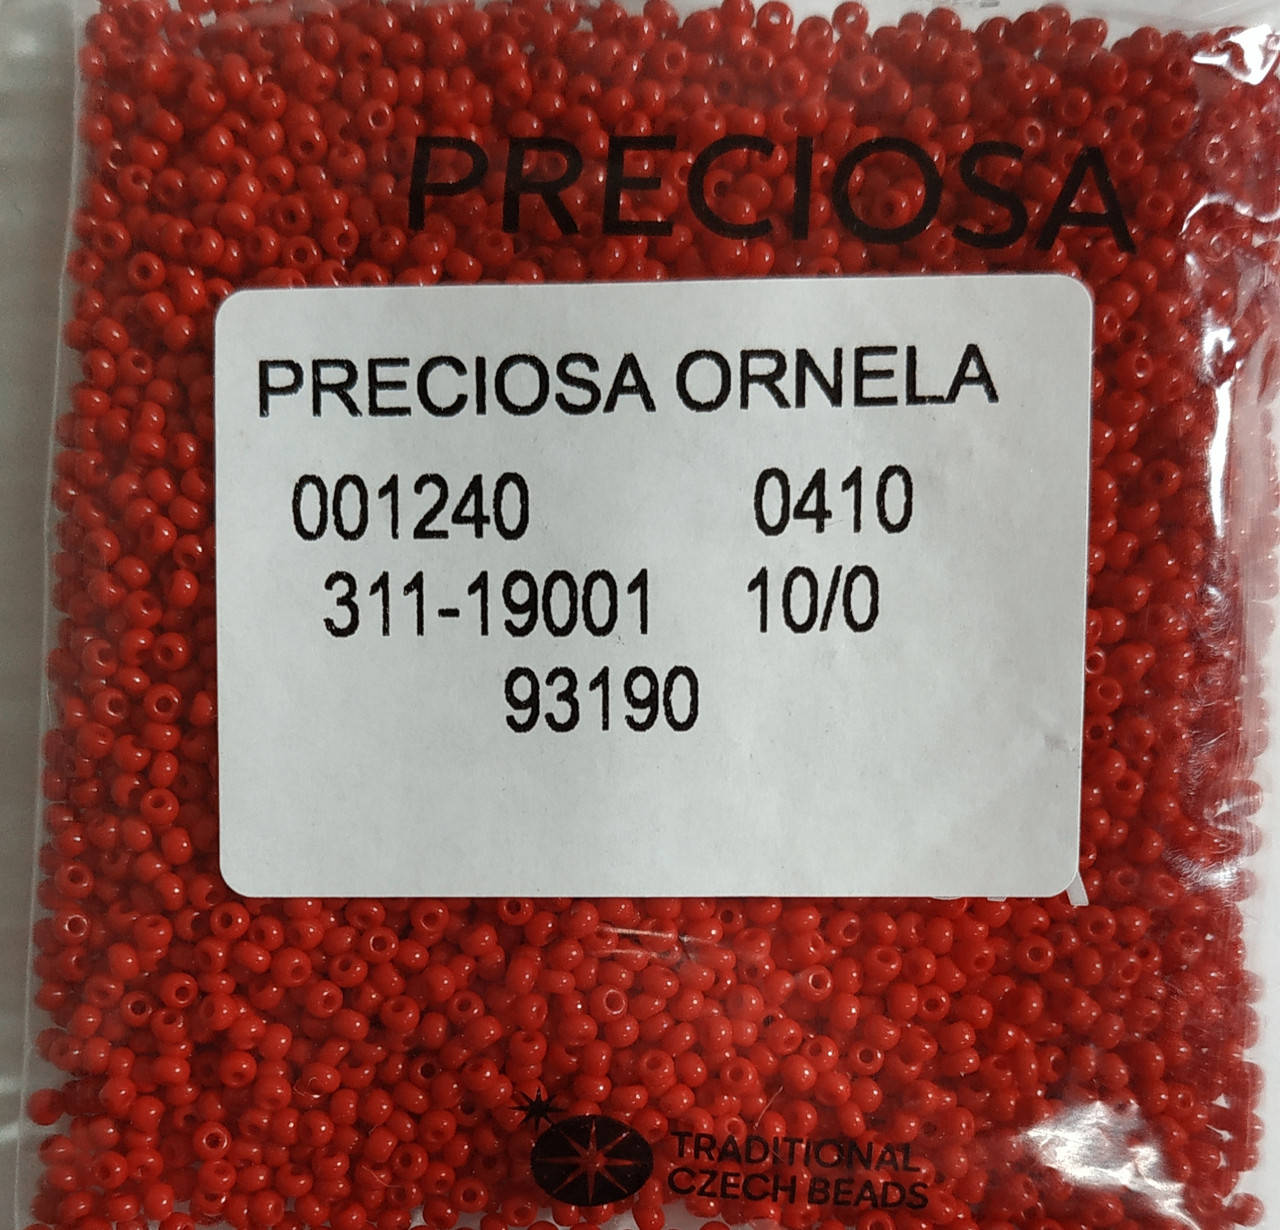 PRECIOSA
PRECIOSA ORNELA
001240 0410
311-19001 10/0
93190
TRADITIONAL
CZECH BEADS